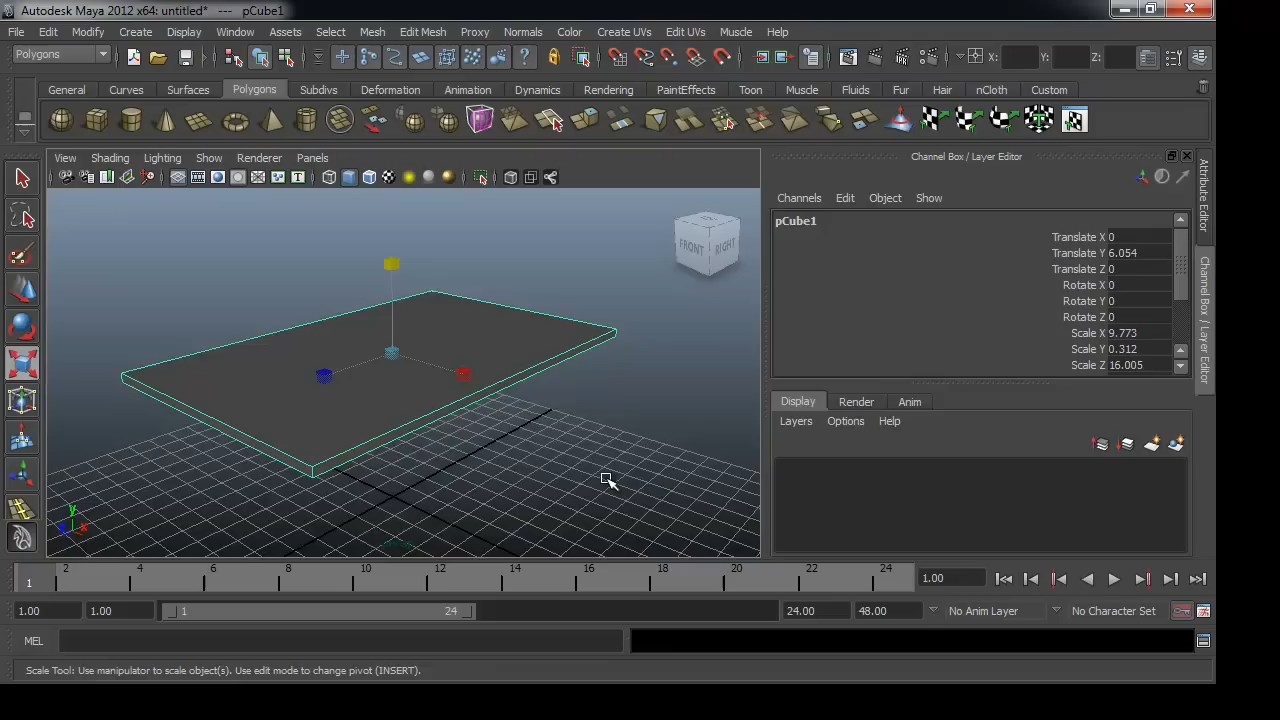 Autodesk Maya 2012 x64: untitled*   ---   pCube1
File Edit Modify Create Display Window Assets Select Mesh Edit Mesh Proxy Normals Color Create UVs Edit UVs Muscle Help
Polygons X: Y: Z:
General Curves Surfaces Polygons Subdivs Deformation Animation Dynamics Rendering PaintEffects Toon Muscle Fluids Fur Hair nCloth Custom
View Shading Lighting Show Renderer Panels
Channel Box / Layer Editor
Channels Edit Object Show
pCube1
Translate X 0
Translate Y 6.054
Translate Z 0
Rotate X 0
Rotate Y 0
Rotate Z 0
Scale X 9.773
Scale Y 0.312
Scale Z 16.005
Attribute Editor
Channel Box / Layer Editor
FRONT RIGHT
Display Render Anim
Layers Options Help
y
z x
1 2 4 6 8 10 12 14 16 18 20 22 24 1.00
1.00 1.00 1 24 24.00 48.00 No Anim Layer No Character Set
MEL
Scale Tool: Use manipulator to scale object(s). Use edit mode to change pivot (INSERT).